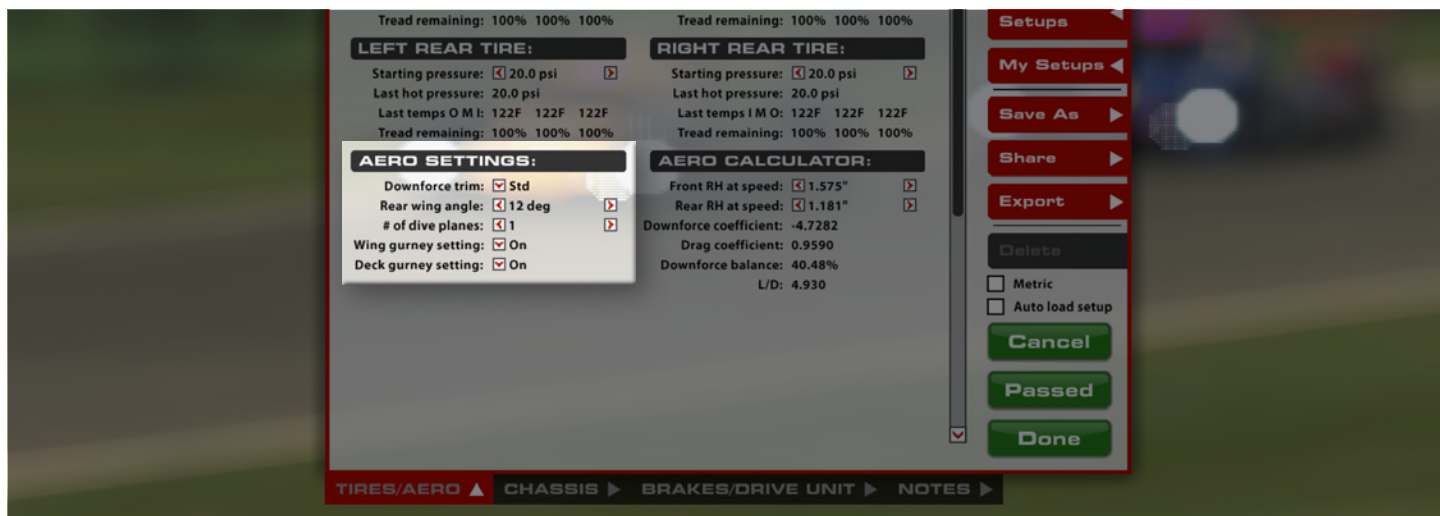 Tread remaining: 100% 100% 100%
LEFT REAR TIRE:
Starting pressure: 20.0 psi
Last hot pressure: 20.0 psi
Last temps O M I: 122F 122F 122F
Tread remaining: 100% 100% 100%
AERO SETTINGS:
Downforce trim: Std
Rear wing angle: 12 deg
# of dive planes: 1
Wing gurney setting: On
Deck gurney setting: On
Tread remaining: 100% 100% 100%
RIGHT REAR TIRE:
Starting pressure: 20.0 psi
Last hot pressure: 20.0 psi
Last temps I M O: 122F 122F 122F
Tread remaining: 100% 100% 100%
AERO CALCULATOR:
Front RH at speed: 1.575"
Rear RH at speed: 1.181"
Downforce coefficient: -4.7282
Drag coefficient: 0.9590
Downforce balance: 40.48%
L/D: 4.930
Setups
My Setups
Save As
Share
Export
Delete
Metric
Auto load setup
Cancel
Passed
Done
TIRES/AERO CHASSIS BRAKES/DRIVE UNIT NOTES